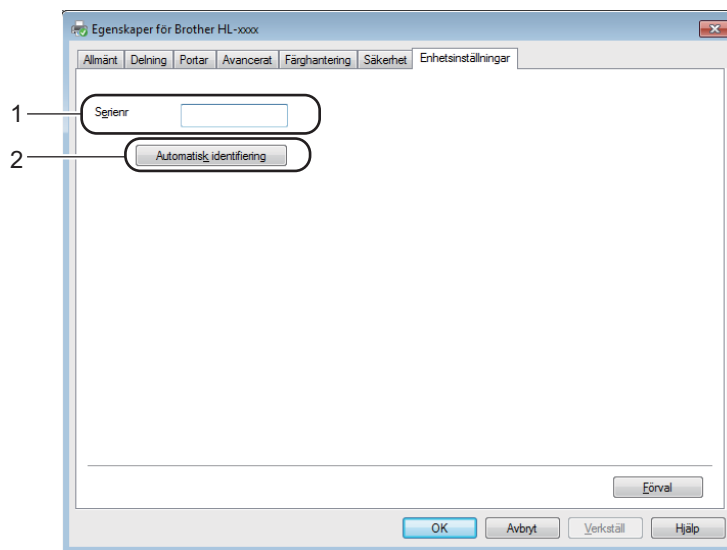 Egenskaper för Brother HL-xxxx
Allmänt Delning Portar Avancerat Färghantering Säkerhet Enhetsinställningar
1 Serienr
2 Automatisk identifiering
Förval
OK Avbryt Verkställ Hjälp